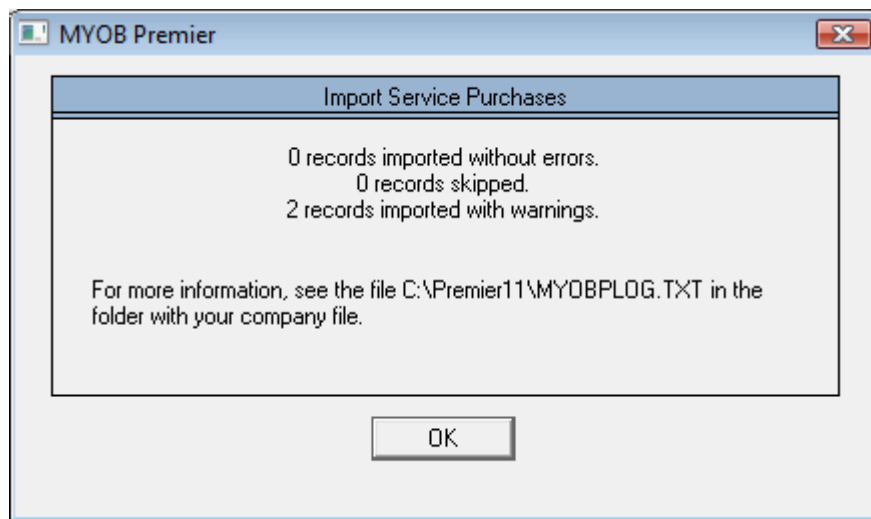 MYOB Premier
Import Service Purchases
0 records imported without errors.
0 records skipped.
2 records imported with warnings.
For more information, see the file C:\Premier11\MYOBPLOG.TXT in the
folder with your company file.
OK